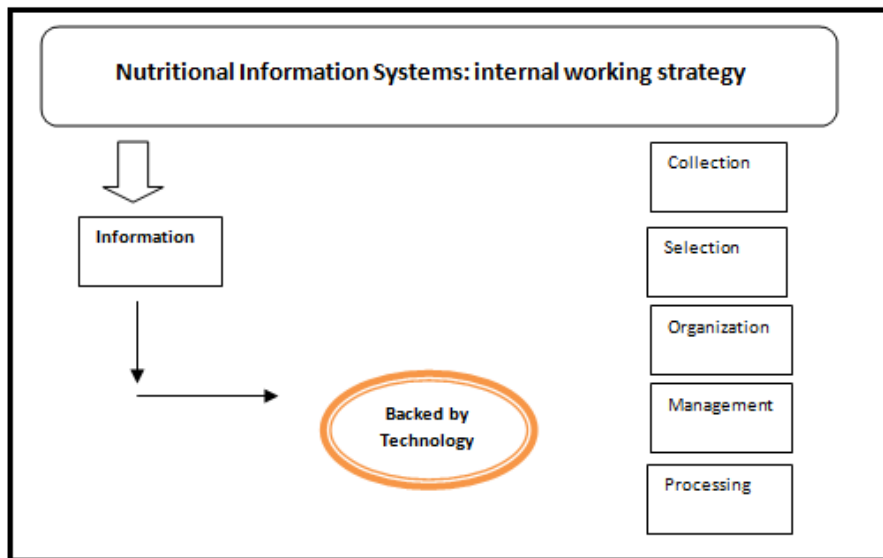 Nutritional Information Systems: internal working strategy
Information
Backed by
Technology
Collection
Selection
Organization
Management
Processing